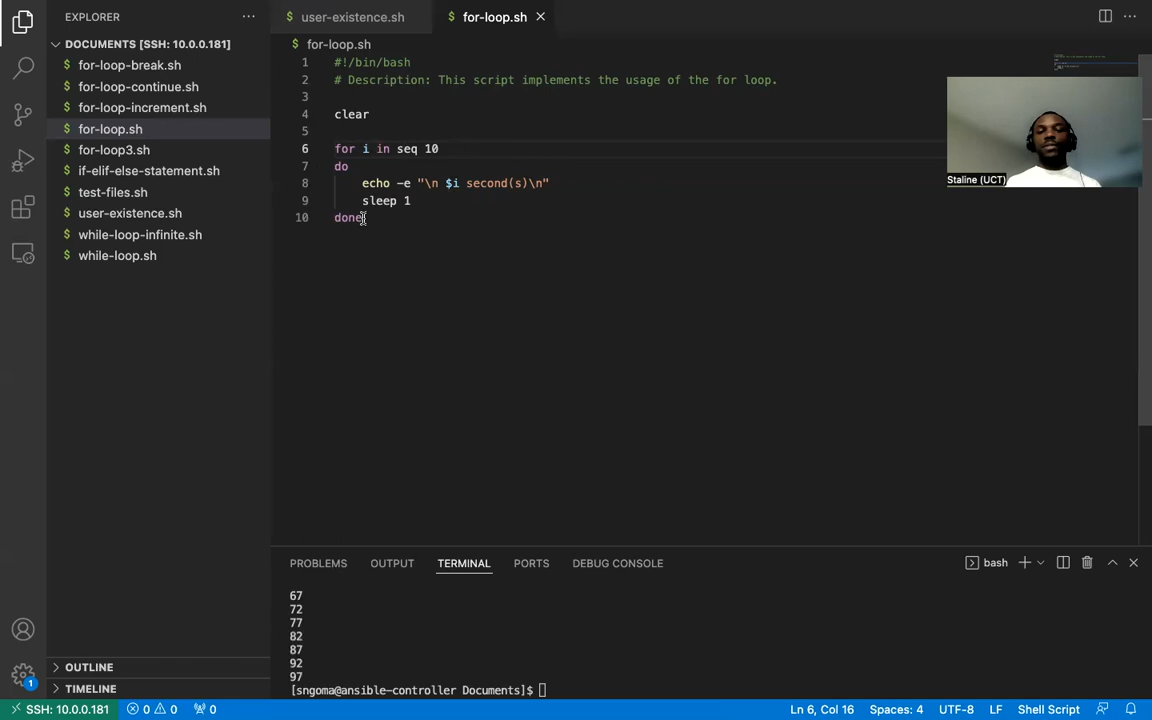 EXPLORER
DOCUMENTS [SSH: 10.0.0.181]
$ for-loop-break.sh
$ for-loop-continue.sh
$ for-loop-increment.sh
$ for-loop.sh
$ for-loop3.sh
$ if-elif-else-statement.sh
$ test-files.sh
$ user-existence.sh
$ while-loop-infinite.sh
$ while-loop.sh
OUTLINE
TIMELINE
1
$ user-existence.sh
$ for-loop.sh
$ for-loop.sh
1 #!/bin/bash
2 # Description: This script implements the usage of the for loop.
3
4 clear
5
6 for i in seq 10
7 do
8 echo -e "\n $i second(s)\n"
9 sleep 1
10 done
Staline (UCT)
PROBLEMS OUTPUT TERMINAL PORTS DEBUG CONSOLE
bash
67
72
77
82
87
92
97
[sngoma@ansible-controller Documents]$
SSH: 10.0.0.181 0 0 0 Ln 6, Col 16 Spaces: 4 UTF-8 LF Shell Script